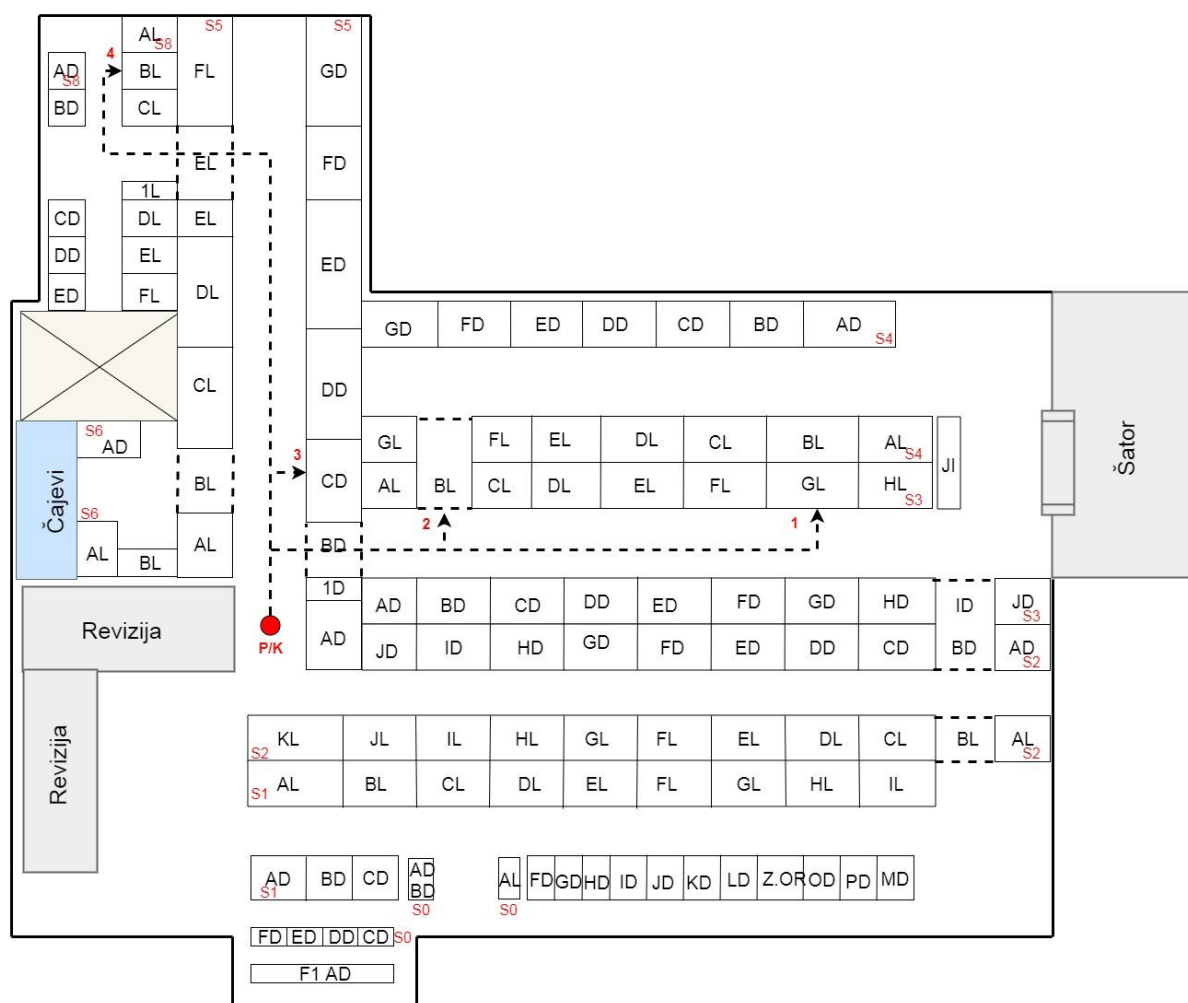 AL S8 S5 S5
AD S8 4 BL FL GD
BD CL
EL FD
1L
CD DL EL
DD EL ED
ED FL DL
GD FD ED DD CD BD AD S4
CL DD
S6 AD
GL FL EL DL CL BL AL S4
3 CD
BL AL BL CL DL EL FL GL HL S3 JI
Čajevi
Šator
S6 2 1
AL BL AL BD
1D
AD BD CD DD ED FD GD HD ID JD S3
Revizija
P/K
AD JD ID HD GD FD ED DD CD BD AD S2
S2 KL JL IL HL GL FL EL DL CL BL AL S2
Revizija
S1 AL BL CL DL EL FL GL HL IL
AD S1 BD CD AD AL FD GD HD ID JD KD LD Z.OR OD PD MD
BD
S0 S0
FD ED DD CD S0
F1 AD